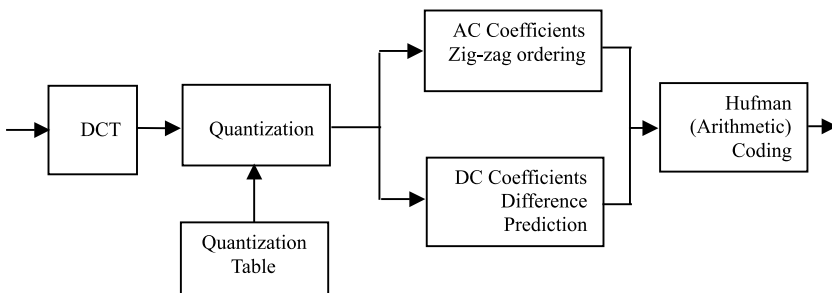 AC Coefficients
Zig-zag ordering
DCT
Quantization
Hufman
(Arithmetic)
Coding
DC Coefficients
Difference
Prediction
Quantization
Table